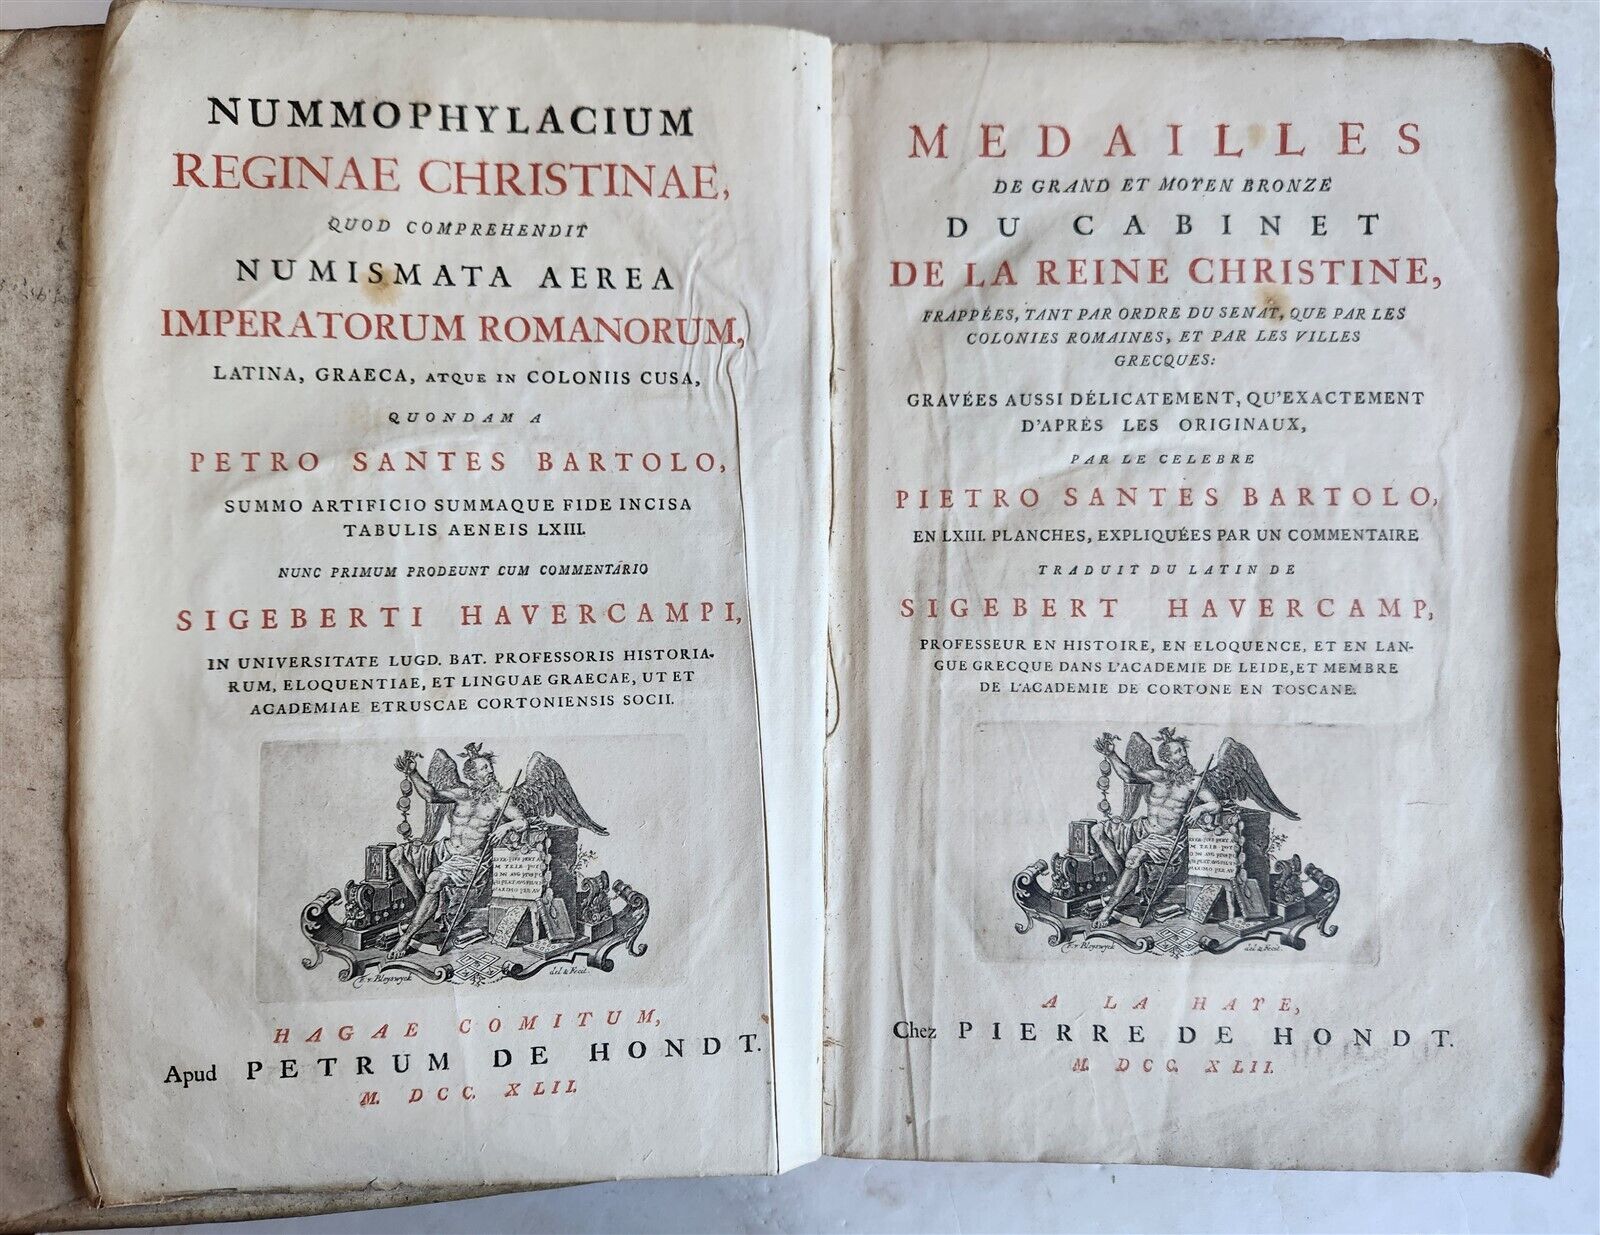 NUMMOPHYLACIUM
REGINAE CHRISTINAE,
QUOD COMPREHENDIT
NUMISMATA AEREA
IMPERATORUM ROMANORUM,
LATINA, GRAECA, ATQUE IN COLONIIS CUSA,
QUONDAM A
PETRO SANTES BARTOLO,
SUMMO ARTIFICIO SUMMAQUE FIDE INCISA
TABULIS AENEIS LXIII.
NUNC PRIMUM PRODEUNT CUM COMMENTARIO
SIGEBERTI HAVERCAMPI,
IN UNIVERSITATE LUGD. BAT. PROFESSORIS HISTORIA-
RUM, ELOQUENTIAE, ET LINGUAE GRAECAE, UT ET
ACADEMIAE ETRUSCAE CORTONIENSIS SOCII.
F. v. Bleyswyck del & Fecit.
HAGAE COMITUM,
Apud PETRUM DE HONDT.
M. DCC. XLII.
MEDAILLES
DE GRAND ET MOYEN BRONZE
DU CABINET
DE LA REINE CHRISTINE,
FRAPPÉES, TANT PAR ORDRE DU SENAT, QUE PAR LES
COLONIES ROMAINES, ET PAR LES VILLES
GRECQUES:
GRAVÉES AUSSI DÉLICATEMENT, QU'EXACTEMENT
D'APRÈS LES ORIGINAUX,
PAR LE CELEBRE
PIETRO SANTES BARTOLO,
EN LXIII. PLANCHES, EXPLIQUÉES PAR UN COMMENTAIRE
TRADUIT DU LATIN DE
SIGEBERT HAVERCAMP,
PROFESSEUR EN HISTOIRE, EN ELOQUENCE, ET EN LAN-
GUE GRECQUE DANS L'ACADEMIE DE LEIDE, ET MEMBRE
DE L'ACADEMIE DE CORTONE EN TOSCANE.
F. v. Bleyswyck del & Fecit.
A LA HAYE,
Chez PIERRE DE HONDT.
M. DCC. XLII.